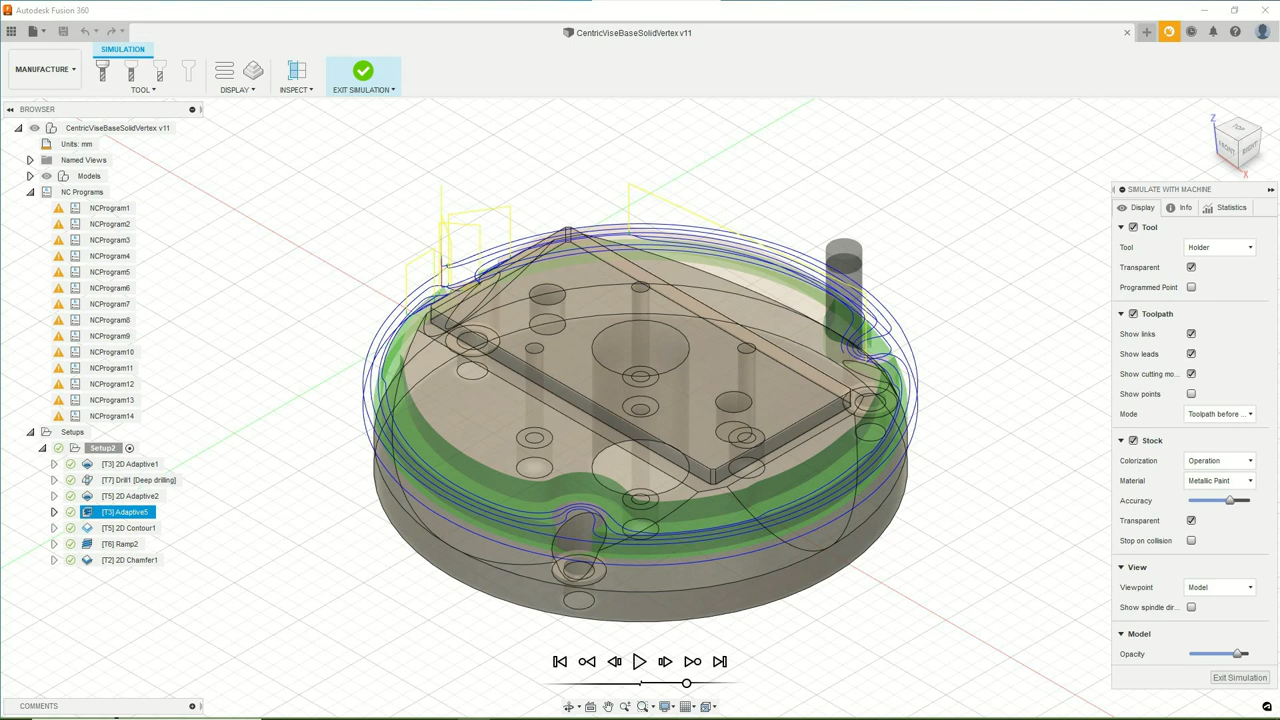 Autodesk Fusion 360
CentricViseBaseSolidVertex v11
SIMULATION
MANUFACTURE
TOOL
DISPLAY
INSPECT
EXIT SIMULATION
BROWSER
CentricViseBaseSolidVertex v11
Units: mm
Named Views
Models
NC Programs
NCProgram1
NCProgram2
NCProgram3
NCProgram4
NCProgram5
NCProgram6
NCProgram7
NCProgram8
NCProgram9
NCProgram10
NCProgram11
NCProgram12
NCProgram13
NCProgram14
Setups
Setup2
[T3] 2D Adaptive1
[T7] Drill1 [Deep drilling]
[T5] 2D Adaptive2
[T3] Adaptive5
[T5] 2D Contour1
[T6] Ramp2
[T2] 2D Chamfer1
COMMENTS
Z
TOP
FRONT
RIGHT
X
SIMULATE WITH MACHINE
Display Info Statistics
Tool
Tool Holder
Transparent
Programmed Point
Toolpath
Show links
Show leads
Show cutting mo...
Show points
Mode Toolpath before ...
Stock
Colorization Operation
Material Metallic Paint
Accuracy
Transparent
Stop on collision
View
Viewpoint Model
Show spindle dir...
Model
Opacity
Exit Simulation